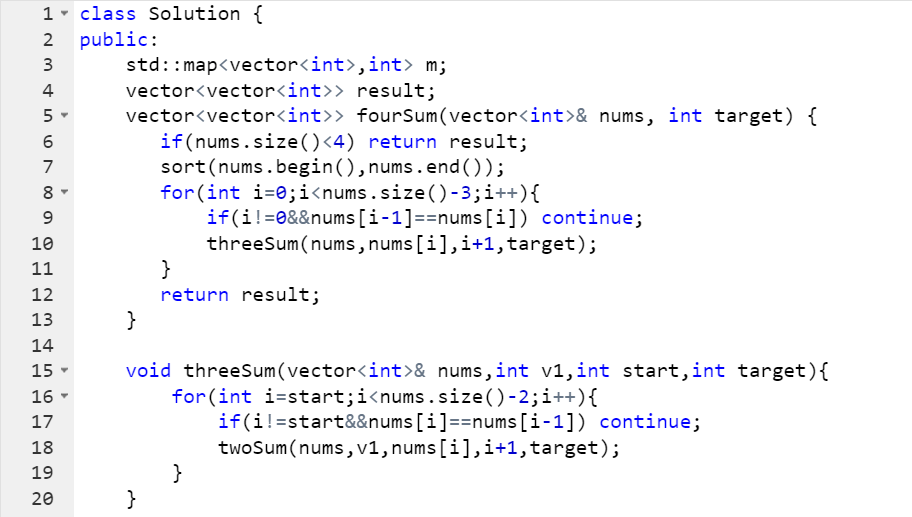 1 class Solution {
2 public:
3     std::map<vector<int>,int> m;
4     vector<vector<int>> result;
5     vector<vector<int>> fourSum(vector<int>& nums, int target) {
6        if(nums.size()<4) return result;
7        sort(nums.begin(),nums.end());
8        for(int i=0;i<nums.size()-3;i++){
9            if(i!=0&&nums[i-1]==nums[i]) continue;
10            threeSum(nums,nums[i],i+1,target);
11        }
12        return result;
13     }
14
15     void threeSum(vector<int>& nums,int v1,int start,int target){
16         for(int i=start;i<nums.size()-2;i++){
17             if(i!=start&&nums[i]==nums[i-1]) continue;
18             twoSum(nums,v1,nums[i],i+1,target);
19         }
20     }